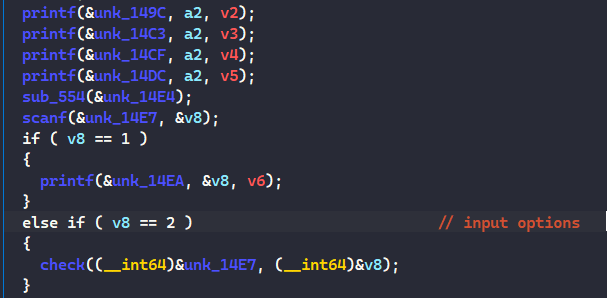 printf(&unk_149C, a2, v2);
printf(&unk_14C3, a2, v3);
printf(&unk_14CF, a2, v4);
printf(&unk_14DC, a2, v5);
sub_554(&unk_14E4);
scanf(&unk_14E7, &v8);
if ( v8 == 1 )
{
printf(&unk_14EA, &v8, v6);
}
else if ( v8 == 2 ) // input options
{
check((__int64)&unk_14E7, (__int64)&v8);
}